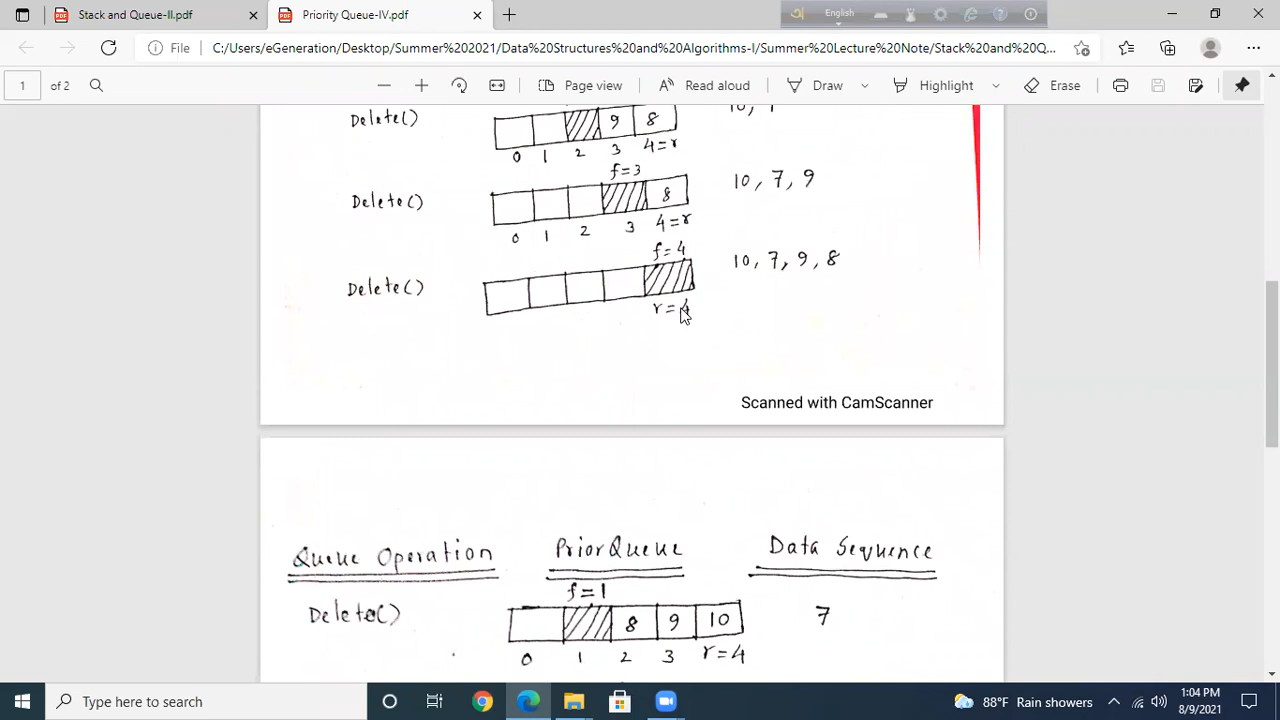 Stack and Queue-II.pdf
Priority Queue-IV.pdf
English
File
C:/Users/eGeneration/Desktop/Summer%202021/Data%20Structures%20and%20Algorithms-I/Summer%20Lecture%20Note/Stack%20and%20Q...
1 of 2
Page view
Read aloud
Draw
Highlight
Erase
Delete() 9 8
0 1 2 3 4=r
f=3
Delete() 8 10, 7, 9
0 1 2 3 4=r
f=4
Delete() 10, 7, 9, 8
r=4
Scanned with CamScanner
Queue Operation PriorQueue Data Sequence
f=1
Delete() 8 9 10 7
0 1 2 3 r=4
Type here to search
88°F Rain showers
1:04 PM
8/9/2021